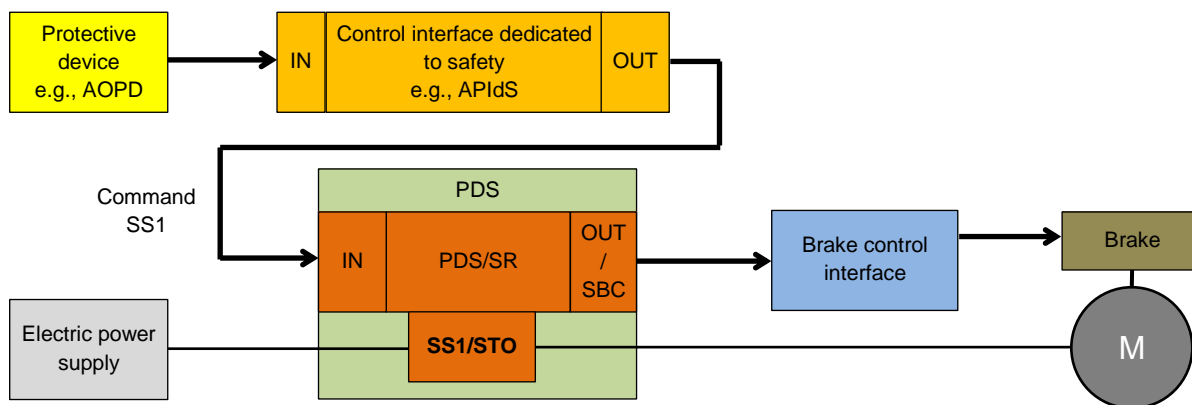 Protective
device
e.g., AOPD
IN
Control interface dedicated
to safety
e.g., APIdS
OUT
Command
SS1
PDS
IN
PDS/SR
OUT
/
SBC
Brake control
interface
Brake
Electric power
supply
SS1/STO
M